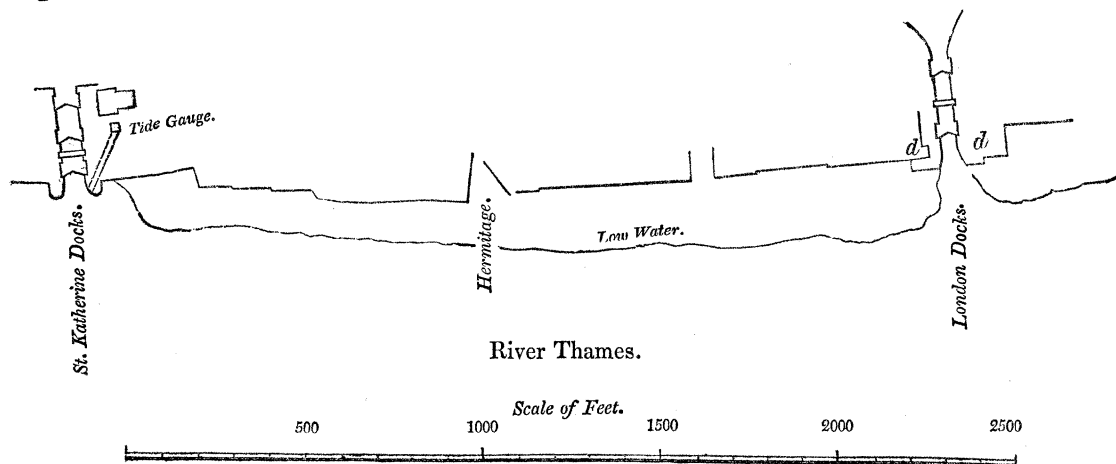 Tide Gauge.
d
d
St. Katherine Docks.
Hermitage.
Low Water.
London Docks.
River Thames.
Scale of Feet.
500 1000 1500 2000 2500